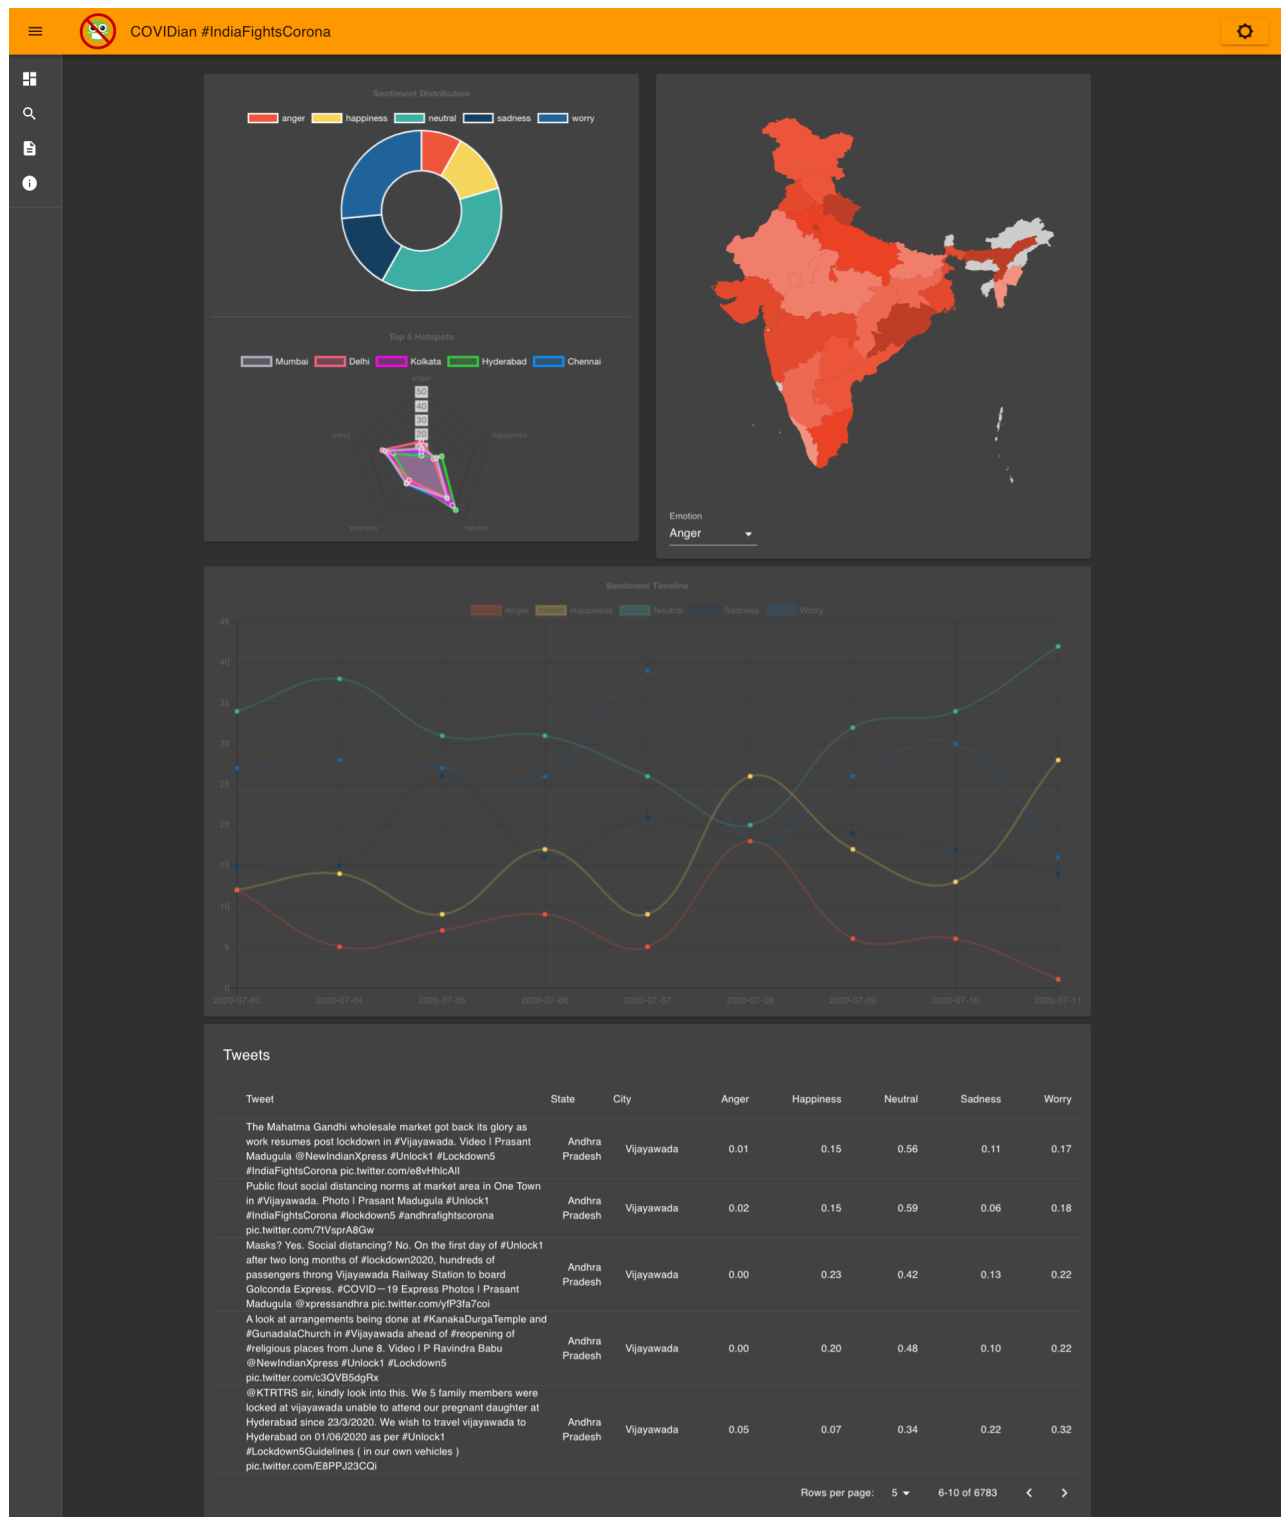 COVIDian #IndiaFightsCorona
Sentiment Distribution
anger happiness neutral sadness worry
Top 5 Hotspots
Mumbai Delhi Kolkata Hyderabad Chennai
anger
50
40
30
20
worry
happiness
sadness
neutral
Emotion
Anger
Sentiment Timeline
Anger Happiness Neutral Sadness Worry
45
40
35
30
25
20
15
10
5
0
2020-07-03 2020-07-04 2020-07-05 2020-07-06 2020-07-07 2020-07-08 2020-07-09 2020-07-10 2020-07-11
Tweets
Tweet State City Anger Happiness Neutral Sadness Worry
The Mahatma Gandhi wholesale market got back its glory as
work resumes post lockdown in #Vijayawada. Video | Prasant
Madugula @NewIndianXpress #Unlock1 #Lockdown5
#IndiaFightsCorona pic.twitter.com/e8vHhlcAII
Andhra
Pradesh
Vijayawada 0.01 0.15 0.56 0.11 0.17
Public flout social distancing norms at market area in One Town
in #Vijayawada. Photo | Prasant Madugula #Unlock1
#IndiaFightsCorona #lockdown5 #andhrafightscorona
pic.twitter.com/7tVsprA8Gw
Andhra
Pradesh
Vijayawada 0.02 0.15 0.59 0.06 0.18
Masks? Yes. Social distancing? No. On the first day of #Unlock1
after two long months of #lockdown2020, hundreds of
passengers throng Vijayawada Railway Station to board
Golconda Express. #COVID—19 Express Photos | Prasant
Madugula @xpressandhra pic.twitter.com/yfP3fa7coi
Andhra
Pradesh
Vijayawada 0.00 0.23 0.42 0.13 0.22
A look at arrangements being done at #KanakaDurgaTemple and
#GunadalaChurch in #Vijayawada ahead of #reopening of
#religious places from June 8. Video | P Ravindra Babu
@NewIndianXpress #Unlock1 #Lockdown5
pic.twitter.com/c3QVB5dgRx
Andhra
Pradesh
Vijayawada 0.00 0.20 0.48 0.10 0.22
@KTRTRS sir, kindly look into this. We 5 family members were
locked at vijayawada unable to attend our pregnant daughter at
Hyderabad since 23/3/2020. We wish to travel vijayawada to
Hyderabad on 01/06/2020 as per #Unlock1
#Lockdown5Guidelines ( in our own vehicles )
pic.twitter.com/E8PPJ23CQi
Andhra
Pradesh
Vijayawada 0.05 0.07 0.34 0.22 0.32
Rows per page: 5 6-10 of 6783